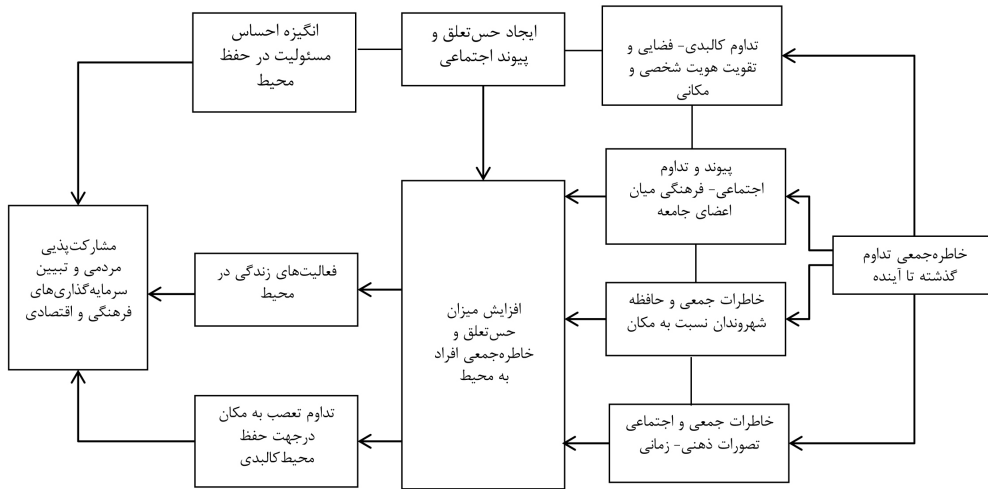 خاطره‌جمعی تداوم
گذشته تا آینده
تداوم کالبدی- فضایی و
تقویت هویت شخصی و
مکانی
پیوند و تداوم
اجتماعی- فرهنگی میان
اعضای جامعه
خاطرات جمعی و حافظه
شهروندان نسبت به مکان
خاطرات جمعی و اجتماعی
تصورات ذهنی- زمانی
ایجاد حس‌تعلق و
پیوند اجتماعی
افزایش میزان
حس‌تعلق و
خاطره‌جمعی افراد
به محیط
انگیزه احساس
مسئولیت در حفظ
محیط
فعالیت‌های زندگی در
محیط
تداوم تعصب به مکان
درجهت حفظ
محیط‌کالبدی
مشارکت‌پذیی
مردمی و تبیین
سرمایه‌گذاری‌های
فرهنگی و اقتصادی